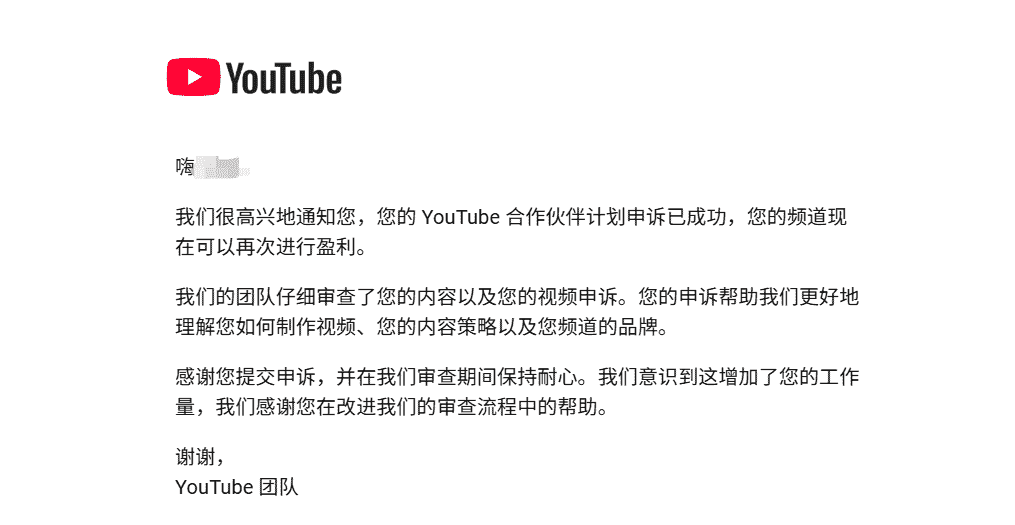 YouTube
嗨
我们很高兴地通知您，您的 YouTube 合作伙伴计划申诉已成功，您的频道现
在可以再次进行盈利。
我们的团队仔细审查了您的内容以及您的视频申诉。您的申诉帮助我们更好地
理解您如何制作视频、您的内容策略以及您频道的品牌。
感谢您提交申诉，并在我们审查期间保持耐心。我们意识到这增加了您的工作
量，我们感谢您在改进我们的审查流程中的帮助。
谢谢，
YouTube 团队